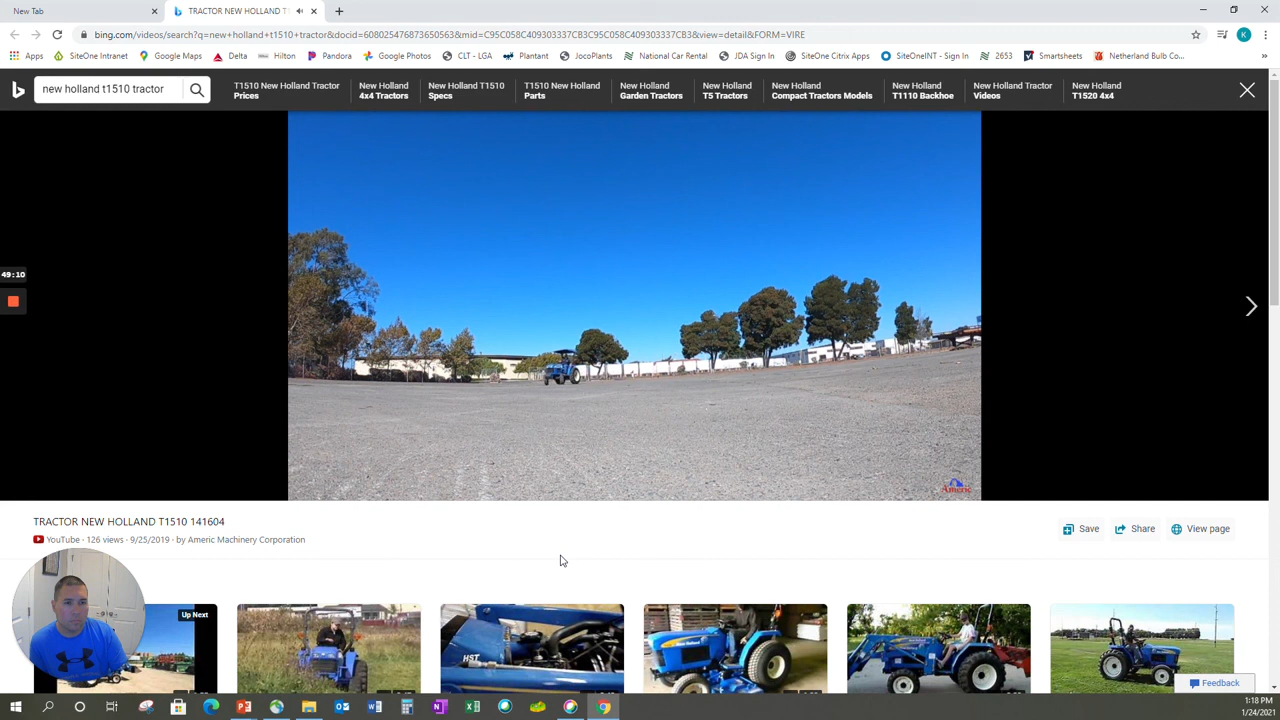 New Tab
TRACTOR NEW HOLLAND T1
bing.com/videos/search?q=new+holland+t1510+tractor&docid=608025476873650563&mid=C95C058C409303337CB3C95C058C409303337CB3&view=detail&FORM=VIRE
K
Apps
SiteOne Intranet
Google Maps
Delta
Hilton
Pandora
Google Photos
CLT - LGA
Plantant
JocoPlants
National Car Rental
SiteOne Citrix Apps
JDA Sign In
SiteOneINT - Sign In
2653
Smartsheets
Netherland Bulb Co...
new holland t1510 tractor
T1510 New Holland Tractor
Prices
New Holland
4x4 Tractors
New Holland T1510
Specs
T1510 New Holland
Parts
New Holland
Garden Tractors
New Holland
T5 Tractors
New Holland
Compact Tractors Models
New Holland
T1110 Backhoe
New Holland Tractor
Videos
New Holland
T1520 4x4
49:10
Americ
TRACTOR NEW HOLLAND T1510 141604
YouTube - 126 views - 9/25/2019 - by Americ Machinery Corporation
Save
Share
View page
Up Next
HST
Feedback
1:18 PM
1/24/2021